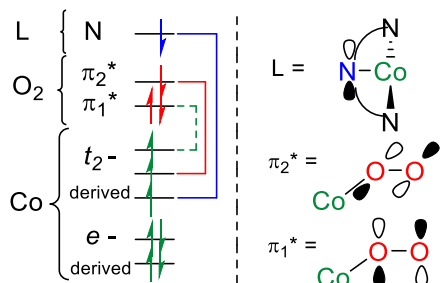 L { N
O2 { π2*
π1*
Co { t2-
derived
e-
derived
L =
N
N Co
N
π2* =
O O
Co
π1* =
O O
Co